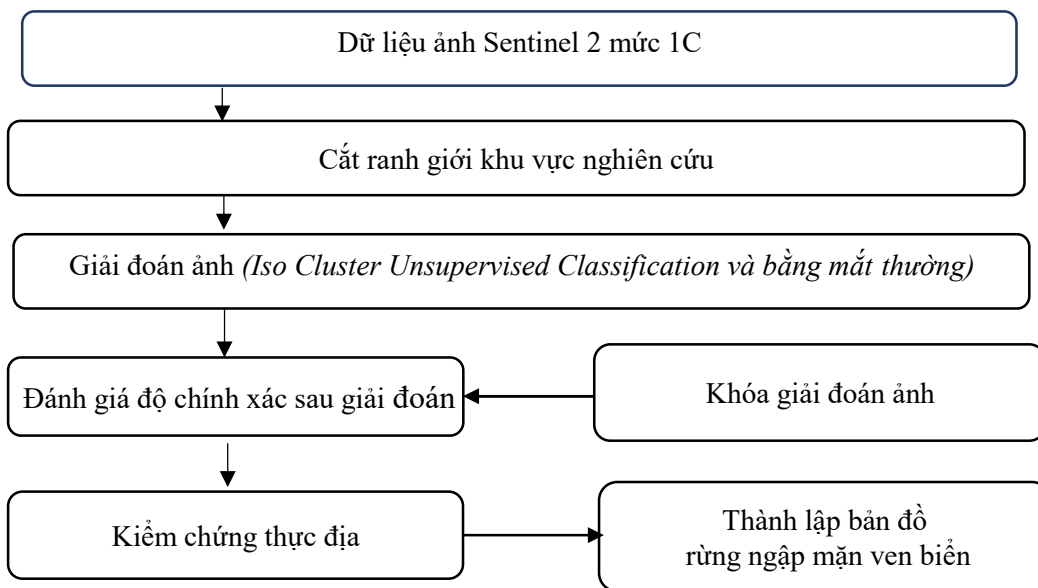 Dữ liệu ảnh Sentinel 2 mức 1C
Cắt ranh giới khu vực nghiên cứu
Giải đoán ảnh (Iso Cluster Unsupervised Classification và bằng mắt thường)
Đánh giá độ chính xác sau giải đoán
Khóa giải đoán ảnh
Kiểm chứng thực địa
Thành lập bản đồ
rừng ngập mặn ven biển